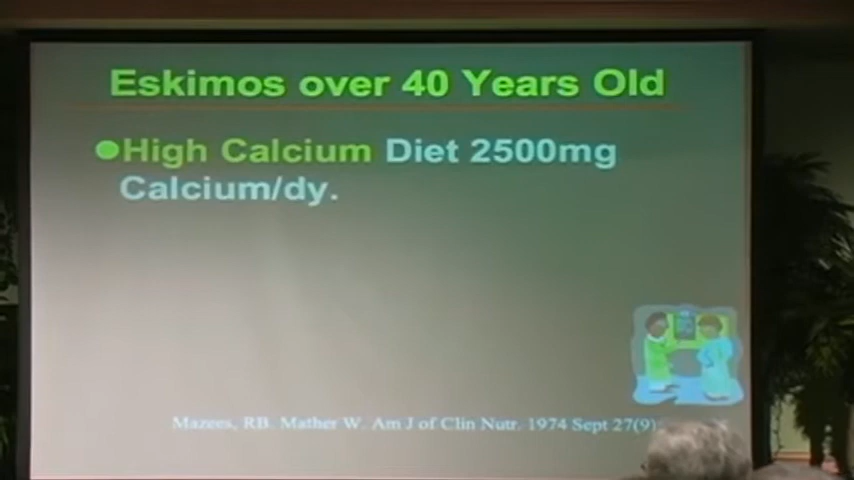 Eskimos over 40 Years Old
●High Calcium Diet 2500mg
Calcium/dy.
Mazees, RB. Mather W. Am J of Clin Nutr. 1974 Sept 27(9)